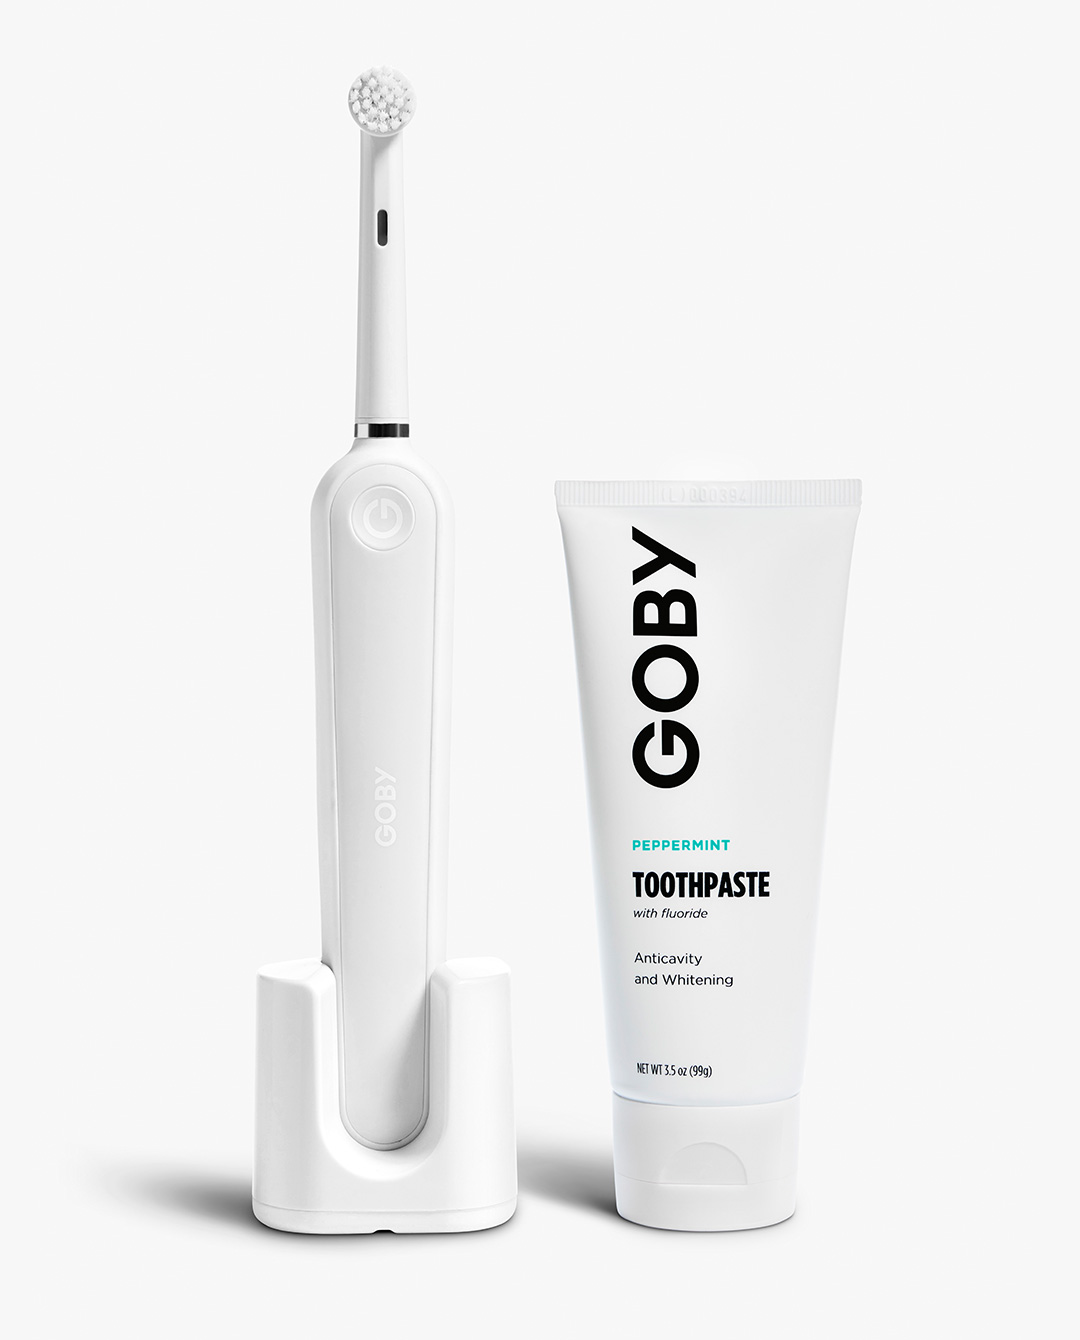 GOBY
GOBY
PEPPERMINT
TOOTHPASTE
with fluoride
Anticavity
and Whitening
NET WT 3.5 oz (99g)